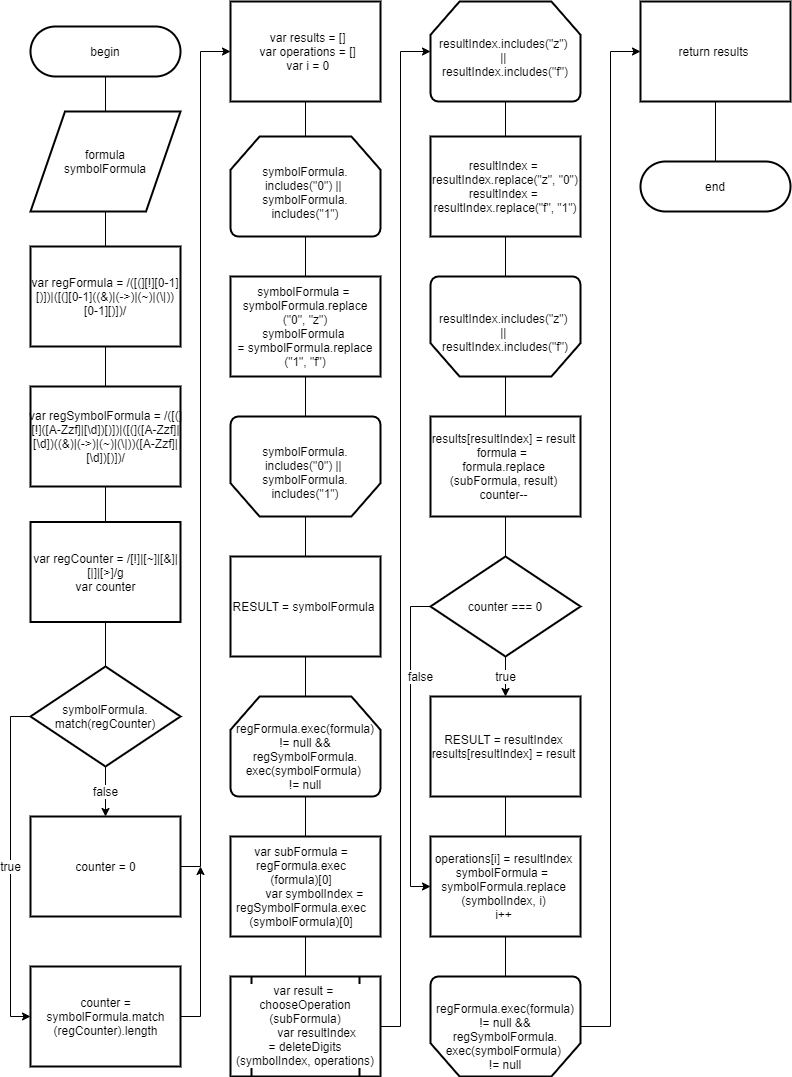 begin
formula
symbolFormula
var regFormula = /([(][!][0-1]
[)])|([(][0-1]((&)|(->)|(~)|(\|))
[0-1][)])/
var regSymbolFormula = /([(]
[!]([A-Zzf]|[\d])[)])|([(]([A-Zzf]|
[\d])((&)|(->)|(~)|(\|))([A-Zzf]|
[\d])[)])/
var regCounter = /[!]|[~]|[&]|
[|]|[>]/g
var counter
symbolFormula.
match(regCounter)
false
true
counter = 0
counter =
symbolFormula.match
(regCounter).length
var results = []
var operations = []
var i = 0
symbolFormula.
includes("0") ||
symbolFormula.
includes("1")
symbolFormula =
symbolFormula.replace
("0", "z")
symbolFormula
= symbolFormula.replace
("1", "f")
symbolFormula.
includes("0") ||
symbolFormula.
includes("1")
RESULT = symbolFormula
regFormula.exec(formula)
!= null &&
regSymbolFormula.
exec(symbolFormula)
!= null
var subFormula =
regFormula.exec
(formula)[0]
var symbolIndex =
regSymbolFormula.exec
(symbolFormula)[0]
var result =
chooseOperation
(subFormula)
var resultIndex
= deleteDigits
(symbolIndex, operations)
resultIndex.includes("z")
||
resultIndex.includes("f")
resultIndex =
resultIndex.replace("z", "0")
resultIndex =
resultIndex.replace("f", "1")
resultIndex.includes("z")
||
resultIndex.includes("f")
results[resultIndex] = result
formula =
formula.replace
(subFormula, result)
counter--
counter === 0
false
true
RESULT = resultIndex
results[resultIndex] = result
operations[i] = resultIndex
symbolFormula =
symbolFormula.replace
(symbolIndex, i)
i++
regFormula.exec(formula)
!= null &&
regSymbolFormula.
exec(symbolFormula)
!= null
return results
end